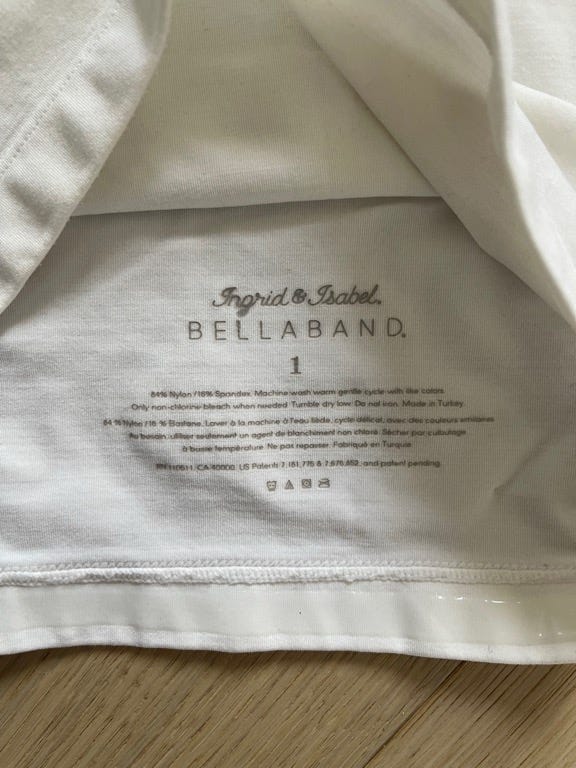 Ingrid & Isabel.
BELLABAND.
1
84% Nylon / 16% Spandex. Machine wash warm gentle cycle with like colors.
Only non-chlorine bleach when needed. Tumble dry low. Do not iron. Made in Turkey.
84 % Nylon / 16 % Elastane. Laver à la machine à l'eau tiède, cycle délicat, avec des couleurs similaires.
Au besoin, utiliser seulement un agent de blanchiment non chloré. Sécher par culbutage
à basse température. Ne pas repasser. Fabriqué en Turquie.
RN 110611, CA 40000, US Patents 7,181,775 & 7,676,852, and patent pending.